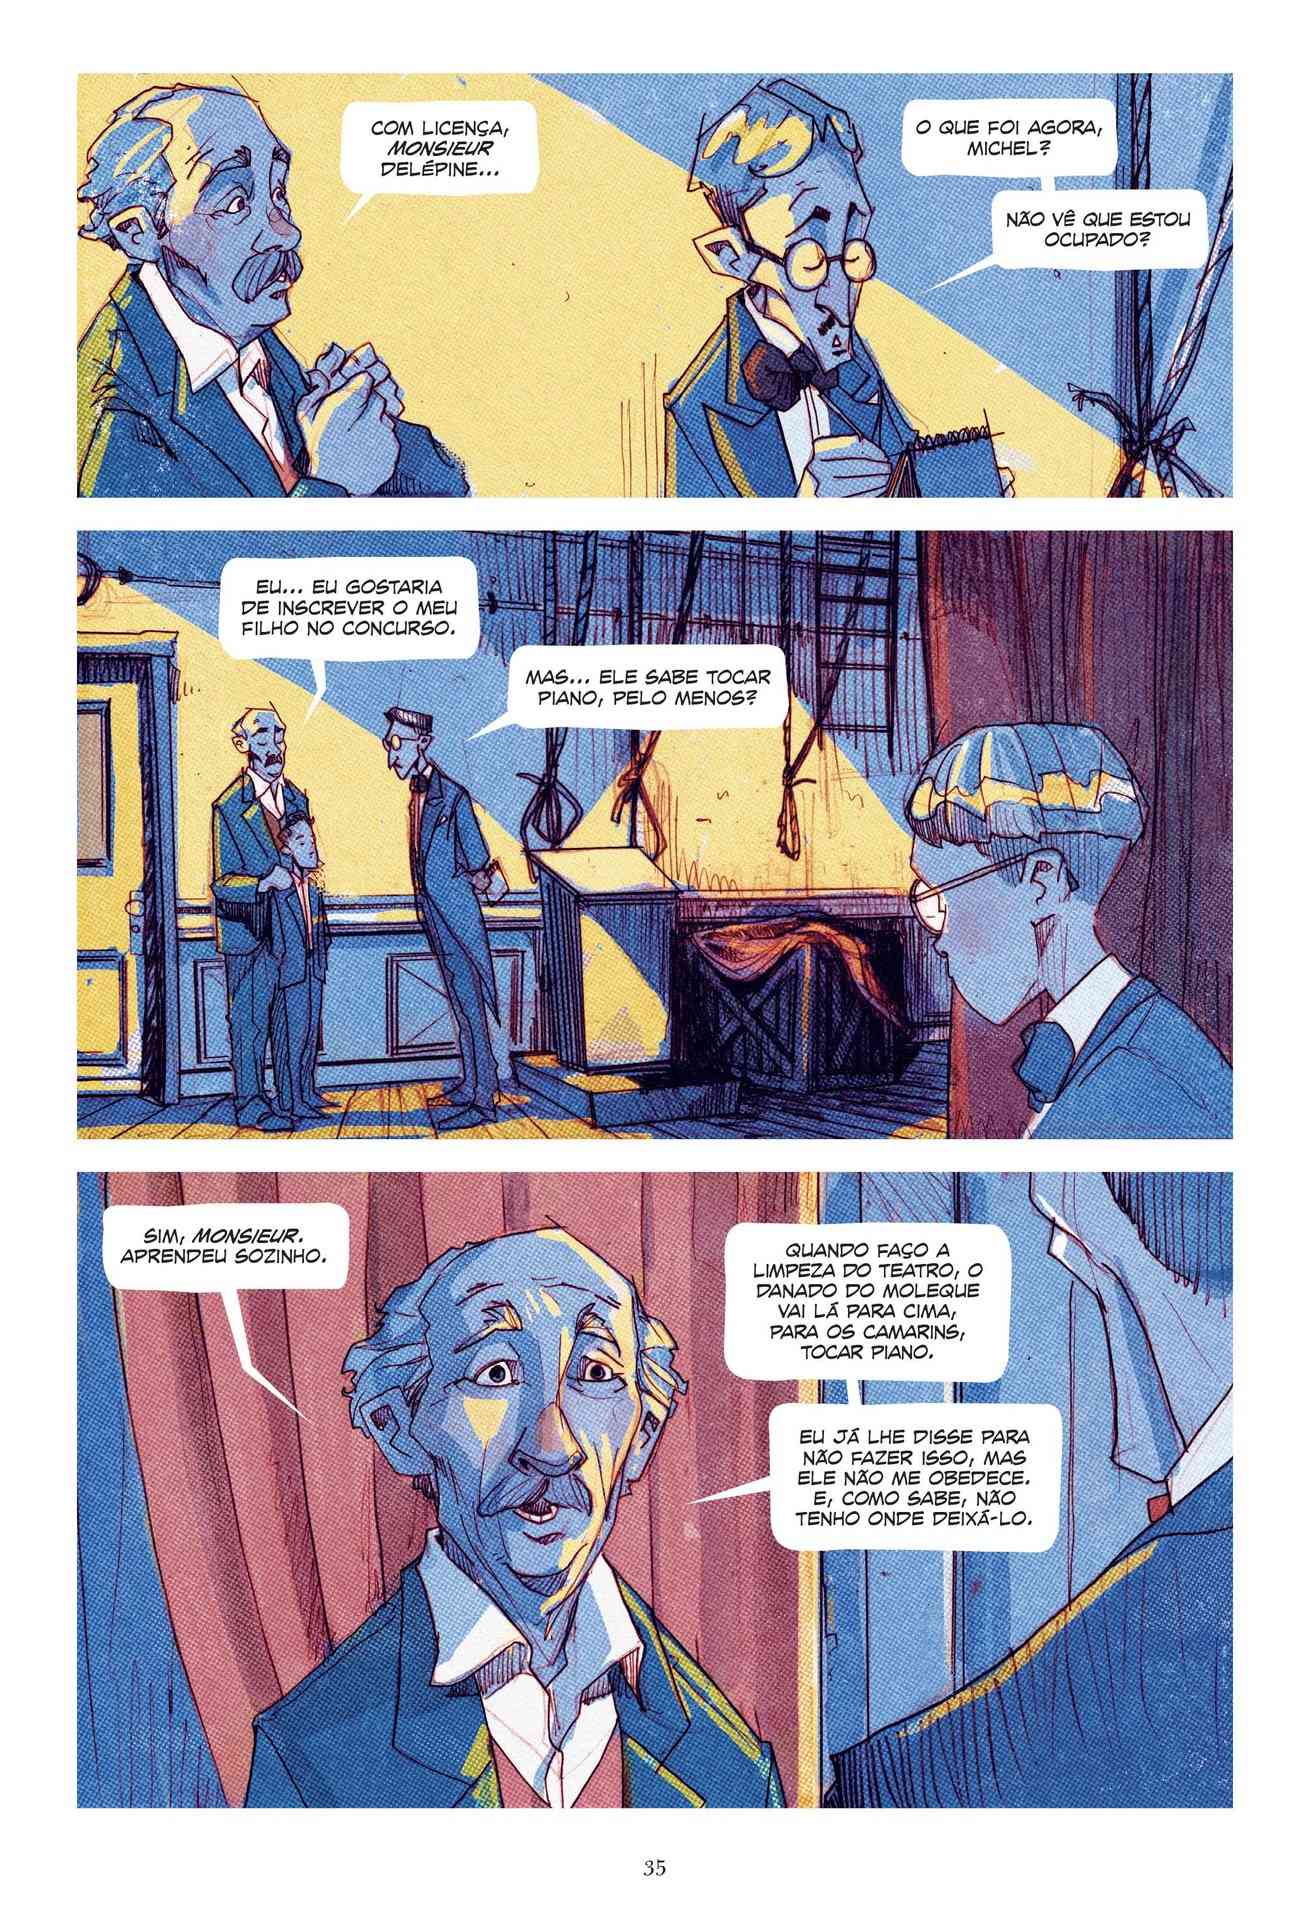 COM LICENÇA,
MONSIEUR
DELÉPINE...
O QUE FOI AGORA,
MICHEL?
NÃO VÊ QUE ESTOU
OCUPADO?
EU... EU GOSTARIA
DE INSCREVER O MEU
FILHO NO CONCURSO.
MAS... ELE SABE TOCAR
PIANO, PELO MENOS?
SIM, MONSIEUR.
APRENDEU SOZINHO.
QUANDO FAÇO A
LIMPEZA DO TEATRO, O
DANADO DO MOLEQUE
VAI LÁ PARA CIMA,
PARA OS CAMARINS,
TOCAR PIANO.
EU JÁ LHE DISSE PARA
NÃO FAZER ISSO, MAS
ELE NÃO ME OBEDECE.
E, COMO SABE, NÃO
TENHO ONDE DEIXÁ-LO.
35